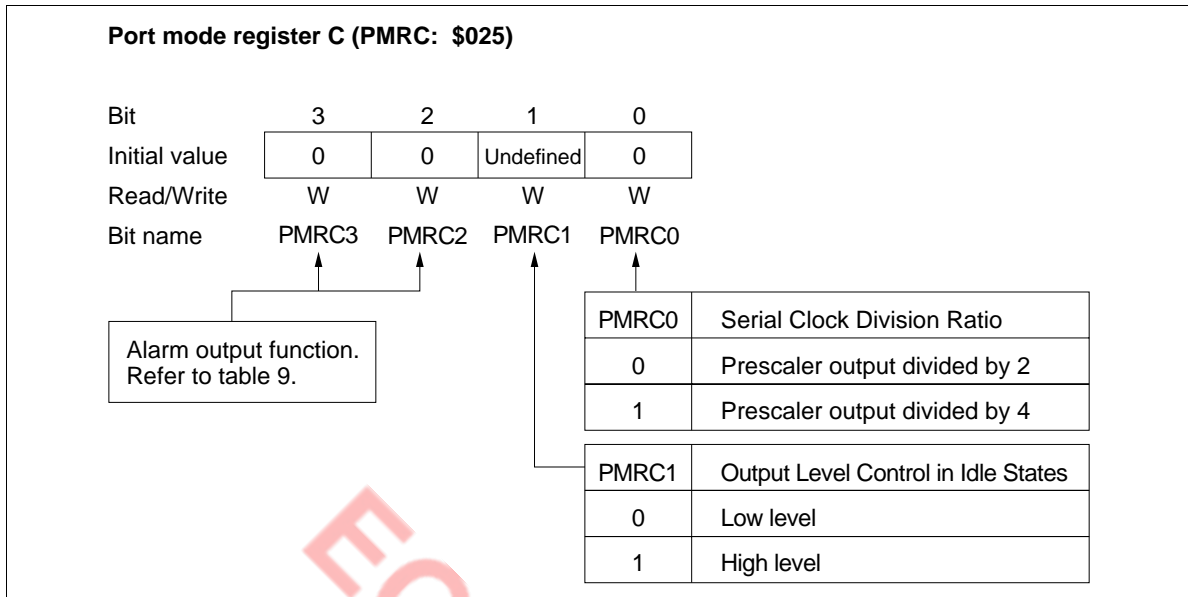 Port mode register C (PMRC: $025)
Bit 3 2 1 0
Initial value 0 0 Undefined 0
Read/Write W W W W
Bit name PMRC3 PMRC2 PMRC1 PMRC0
Alarm output function.
Refer to table 9.
PMRC0 Serial Clock Division Ratio
0 Prescaler output divided by 2
1 Prescaler output divided by 4
PMRC1 Output Level Control in Idle States
0 Low level
1 High level